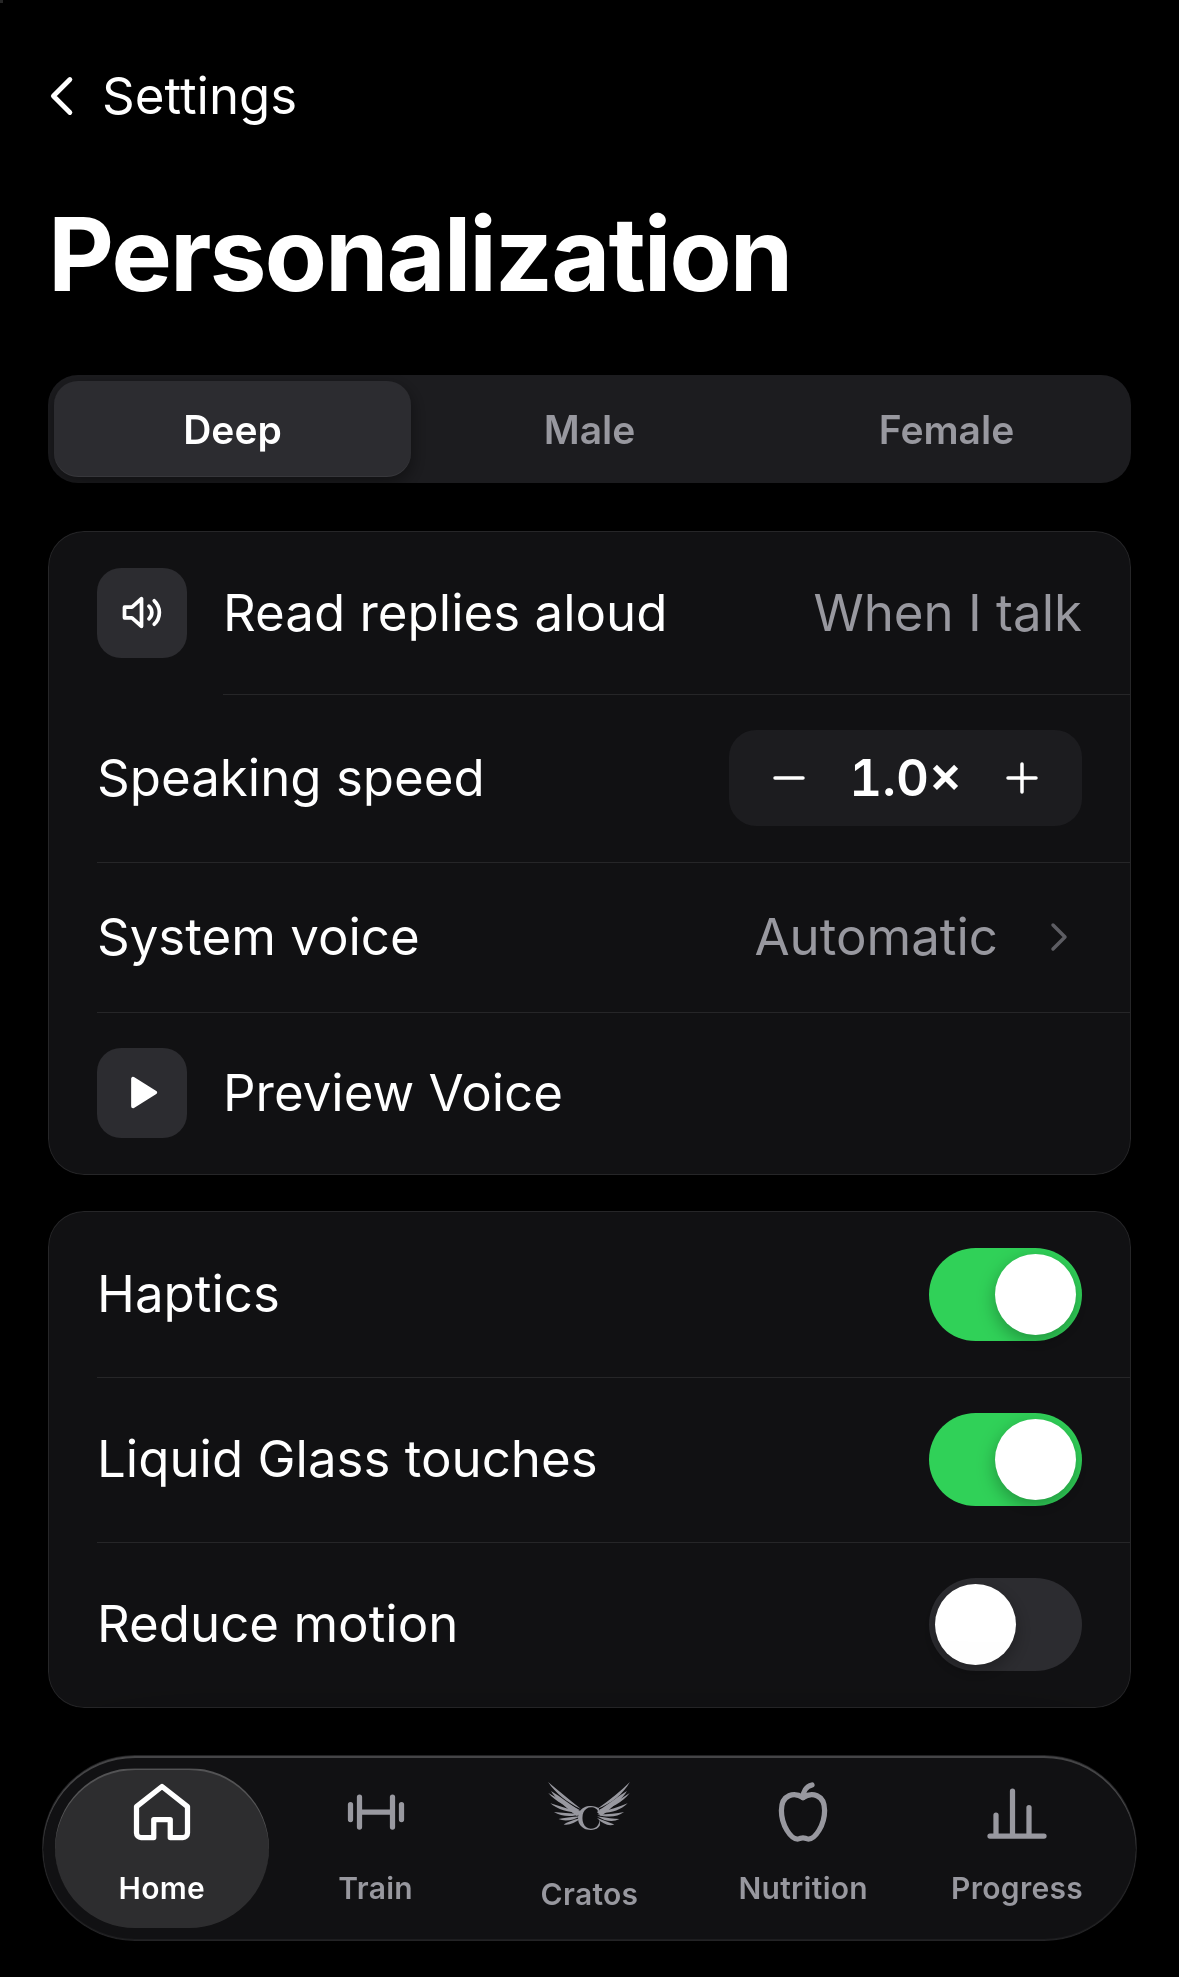 Settings
Personalization
Deep Male Female
Read replies aloud When I talk
Speaking speed 1.0×
System voice Automatic
Preview Voice
Haptics
Liquid Glass touches
Reduce motion
C
Home Train Cratos Nutrition Progress